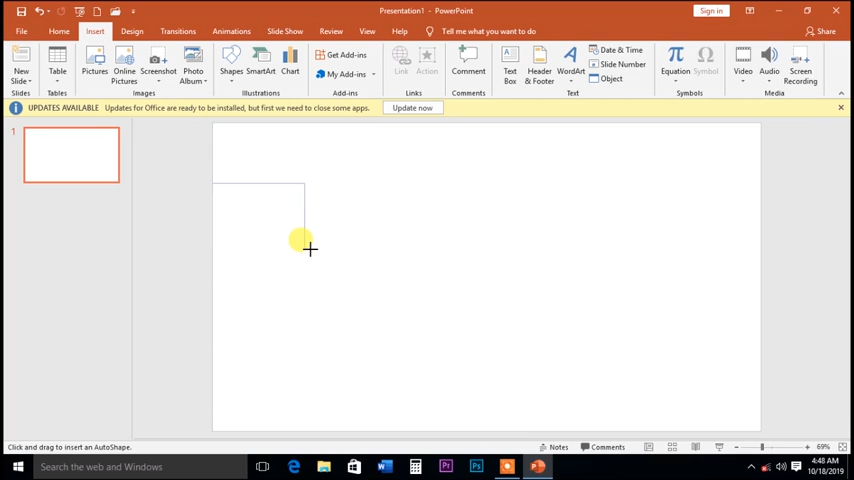 Presentation1 - PowerPoint
Sign in
File Home Insert Design Transitions Animations Slide Show Review View Help Tell me what you want to do Share
New Slide
Table
Pictures
Online Pictures
Screenshot
Photo Album
Shapes
SmartArt
Chart
Get Add-ins
My Add-ins
Link
Action
Comment
Text Box
Header & Footer
WordArt
Date & Time
Slide Number
Object
Equation
Symbol
Video
Audio
Screen Recording
Slides Tables Images Illustrations Add-ins Links Comments Text Symbols Media
UPDATES AVAILABLE Updates for Office are ready to be installed, but first we need to close some apps. Update now
1
Click and drag to insert an AutoShape.
Notes Comments 69%
Search the web and Windows
4:48 AM
10/18/2019